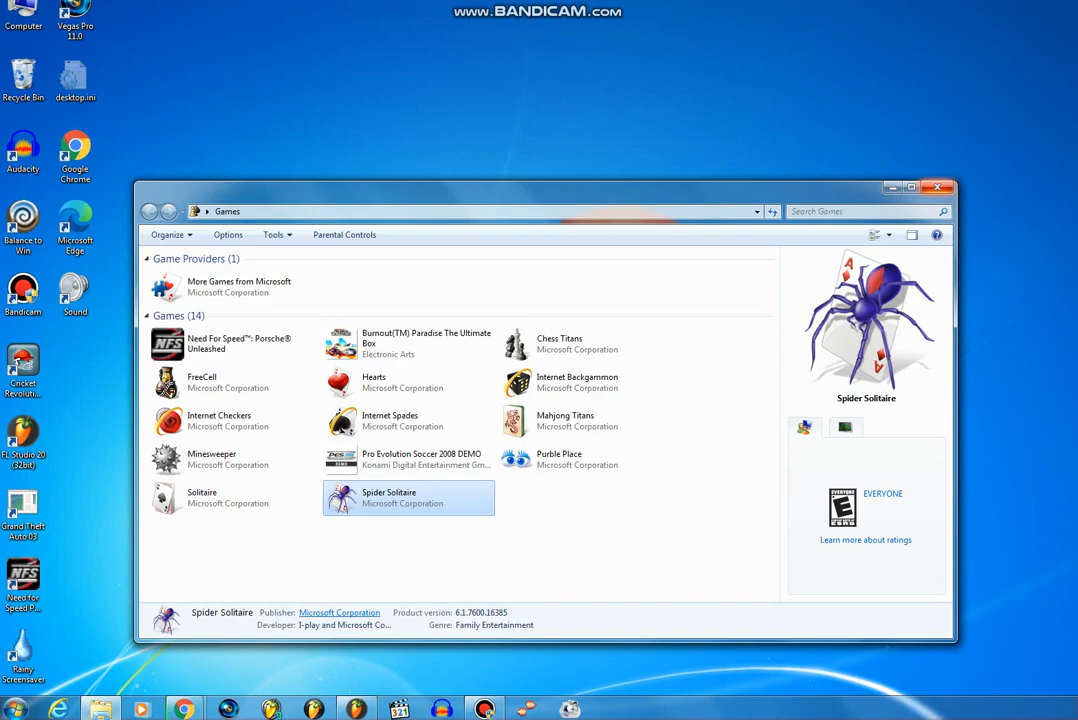 www.BANDICAM.com
Computer
Vegas Pro
11.0
Recycle Bin
desktop.ini
Audacity
Google
Chrome
Balance to
Win
Microsoft
Edge
Bandicam
Sound
Cricket
Revoluti...
FL Studio 20
(32bit)
Grand Theft
Auto 03
NFS
Need for
Speed P...
Rainy
Screensaver
Games
Search Games
Organize
Options
Tools
Parental Controls
Game Providers (1)
More Games from Microsoft
Microsoft Corporation
Games (14)
NFS
Need For Speed™: Porsche®
Unleashed
Burnout(TM) Paradise The Ultimate
Box
Electronic Arts
Chess Titans
Microsoft Corporation
FreeCell
Microsoft Corporation
Hearts
Microsoft Corporation
Internet Backgammon
Microsoft Corporation
Internet Checkers
Microsoft Corporation
Internet Spades
Microsoft Corporation
Mahjong Titans
Microsoft Corporation
Minesweeper
Microsoft Corporation
Pro Evolution Soccer 2008 DEMO
Konami Digital Entertainment Gm...
Purble Place
Microsoft Corporation
Solitaire
Microsoft Corporation
Spider Solitaire
Microsoft Corporation
A
A
Spider Solitaire
EVERYONE
E
ESRB
EVERYONE
Learn more about ratings
Spider Solitaire
Publisher: Microsoft Corporation
Product version: 6.1.7600.16385
Developer: I-play and Microsoft Co...
Genre: Family Entertainment
321